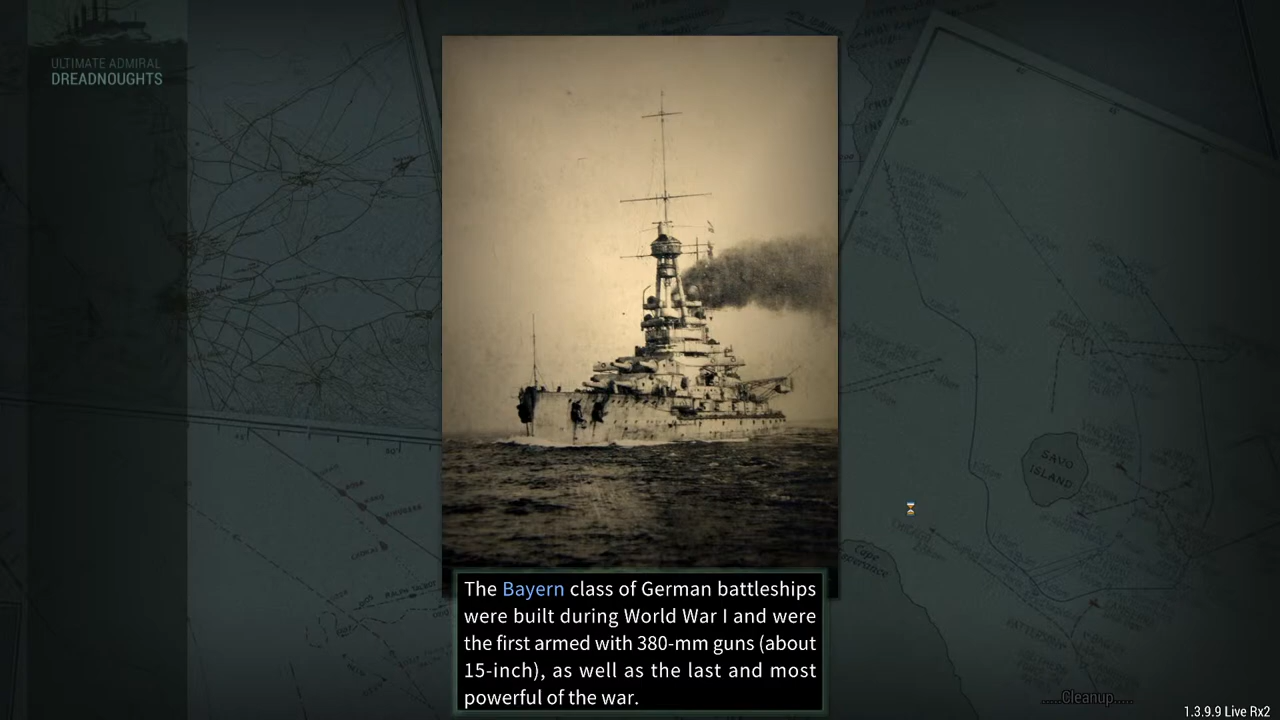 ULTIMATE ADMIRAL
DREADNOUGHTS
SAVO
ISLAND
Cape
The Bayern class of German battleships
were built during World War I and were
the first armed with 380-mm guns (about
15-inch), as well as the last and most
powerful of the war.
.....Cleanup.....
1.3.9.9 Live Rx2